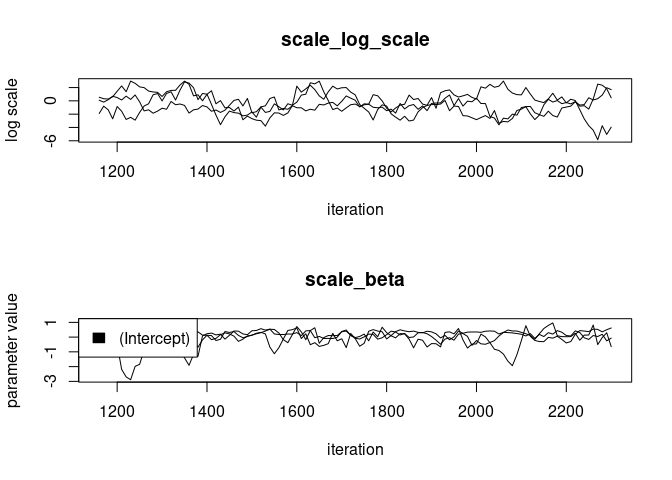 scale_log_scale
log scale
0
-6
1200 1400 1600 1800 2000 2200
iteration
scale_beta
parameter value
1
-1
-3
(Intercept)
1200 1400 1600 1800 2000 2200
iteration